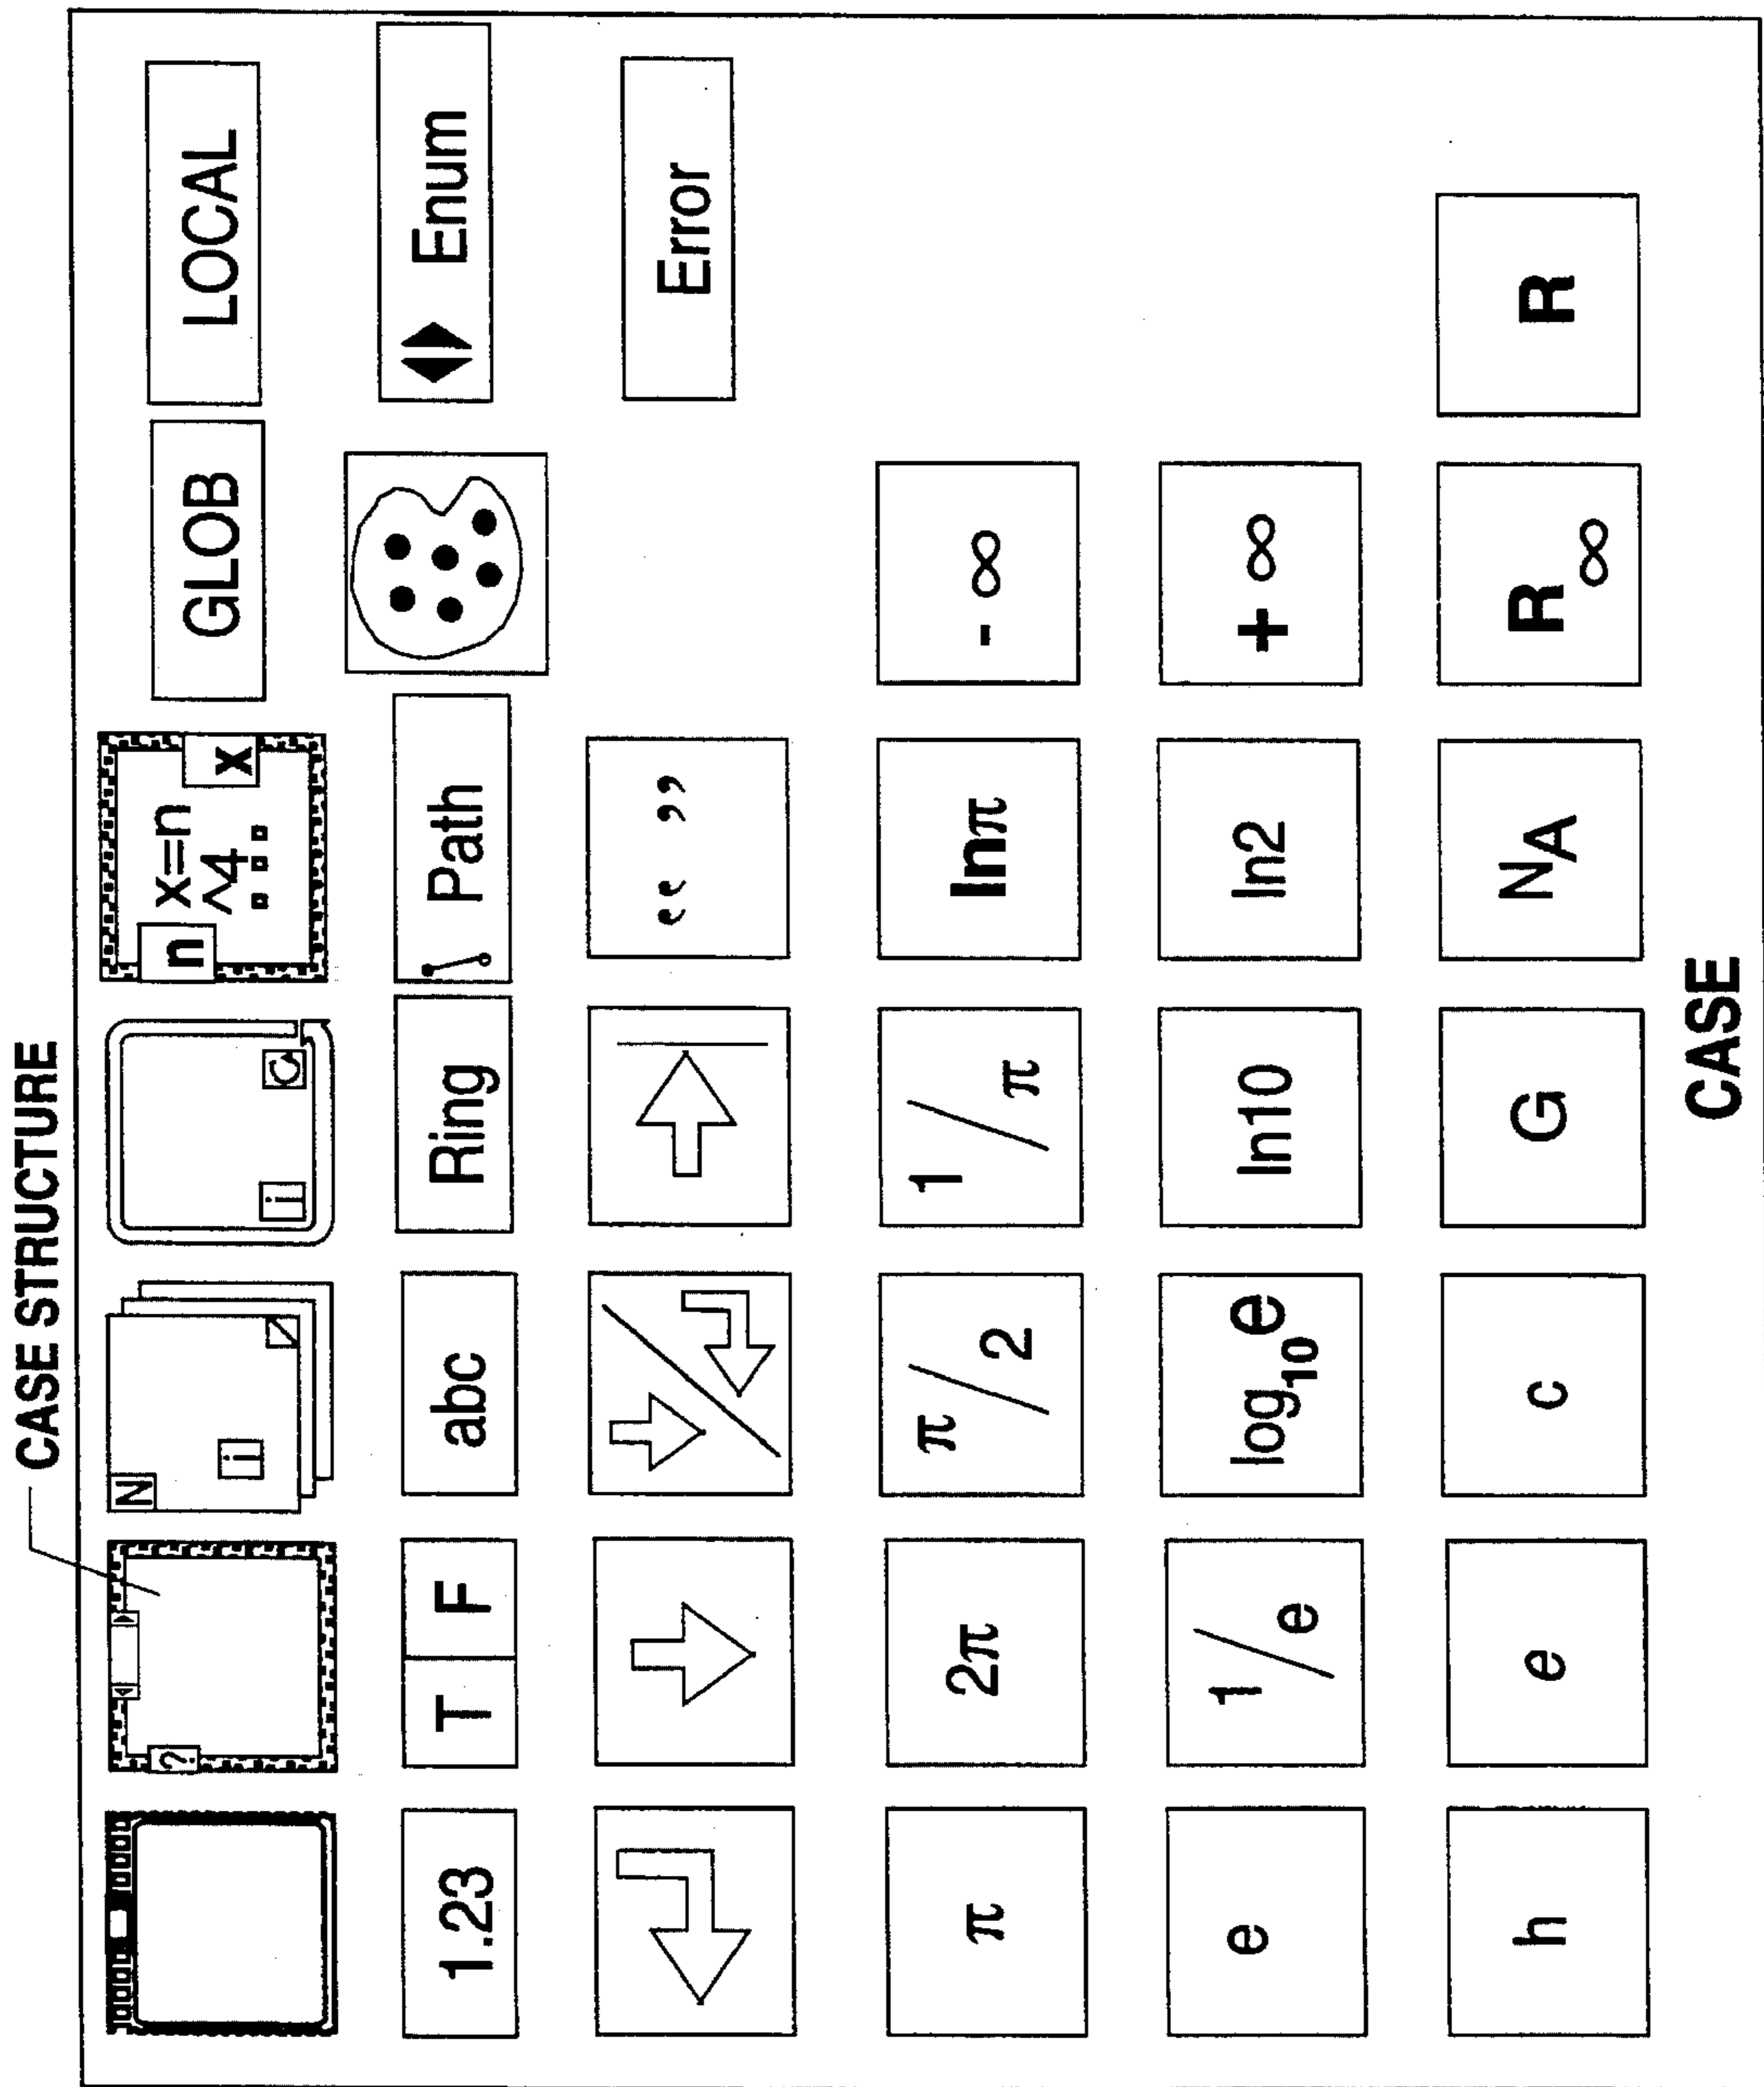 CASE STRUCTURE
? N i i n x=n ^4 x GLOB LOCAL
1.23 T F abc Ring Path Enum
“ ” Error
π 2π π/2 1/π lnπ - ∞
e 1/e log₁₀e ln10 ln2 + ∞
h e c G N_A R∞ R
CASE